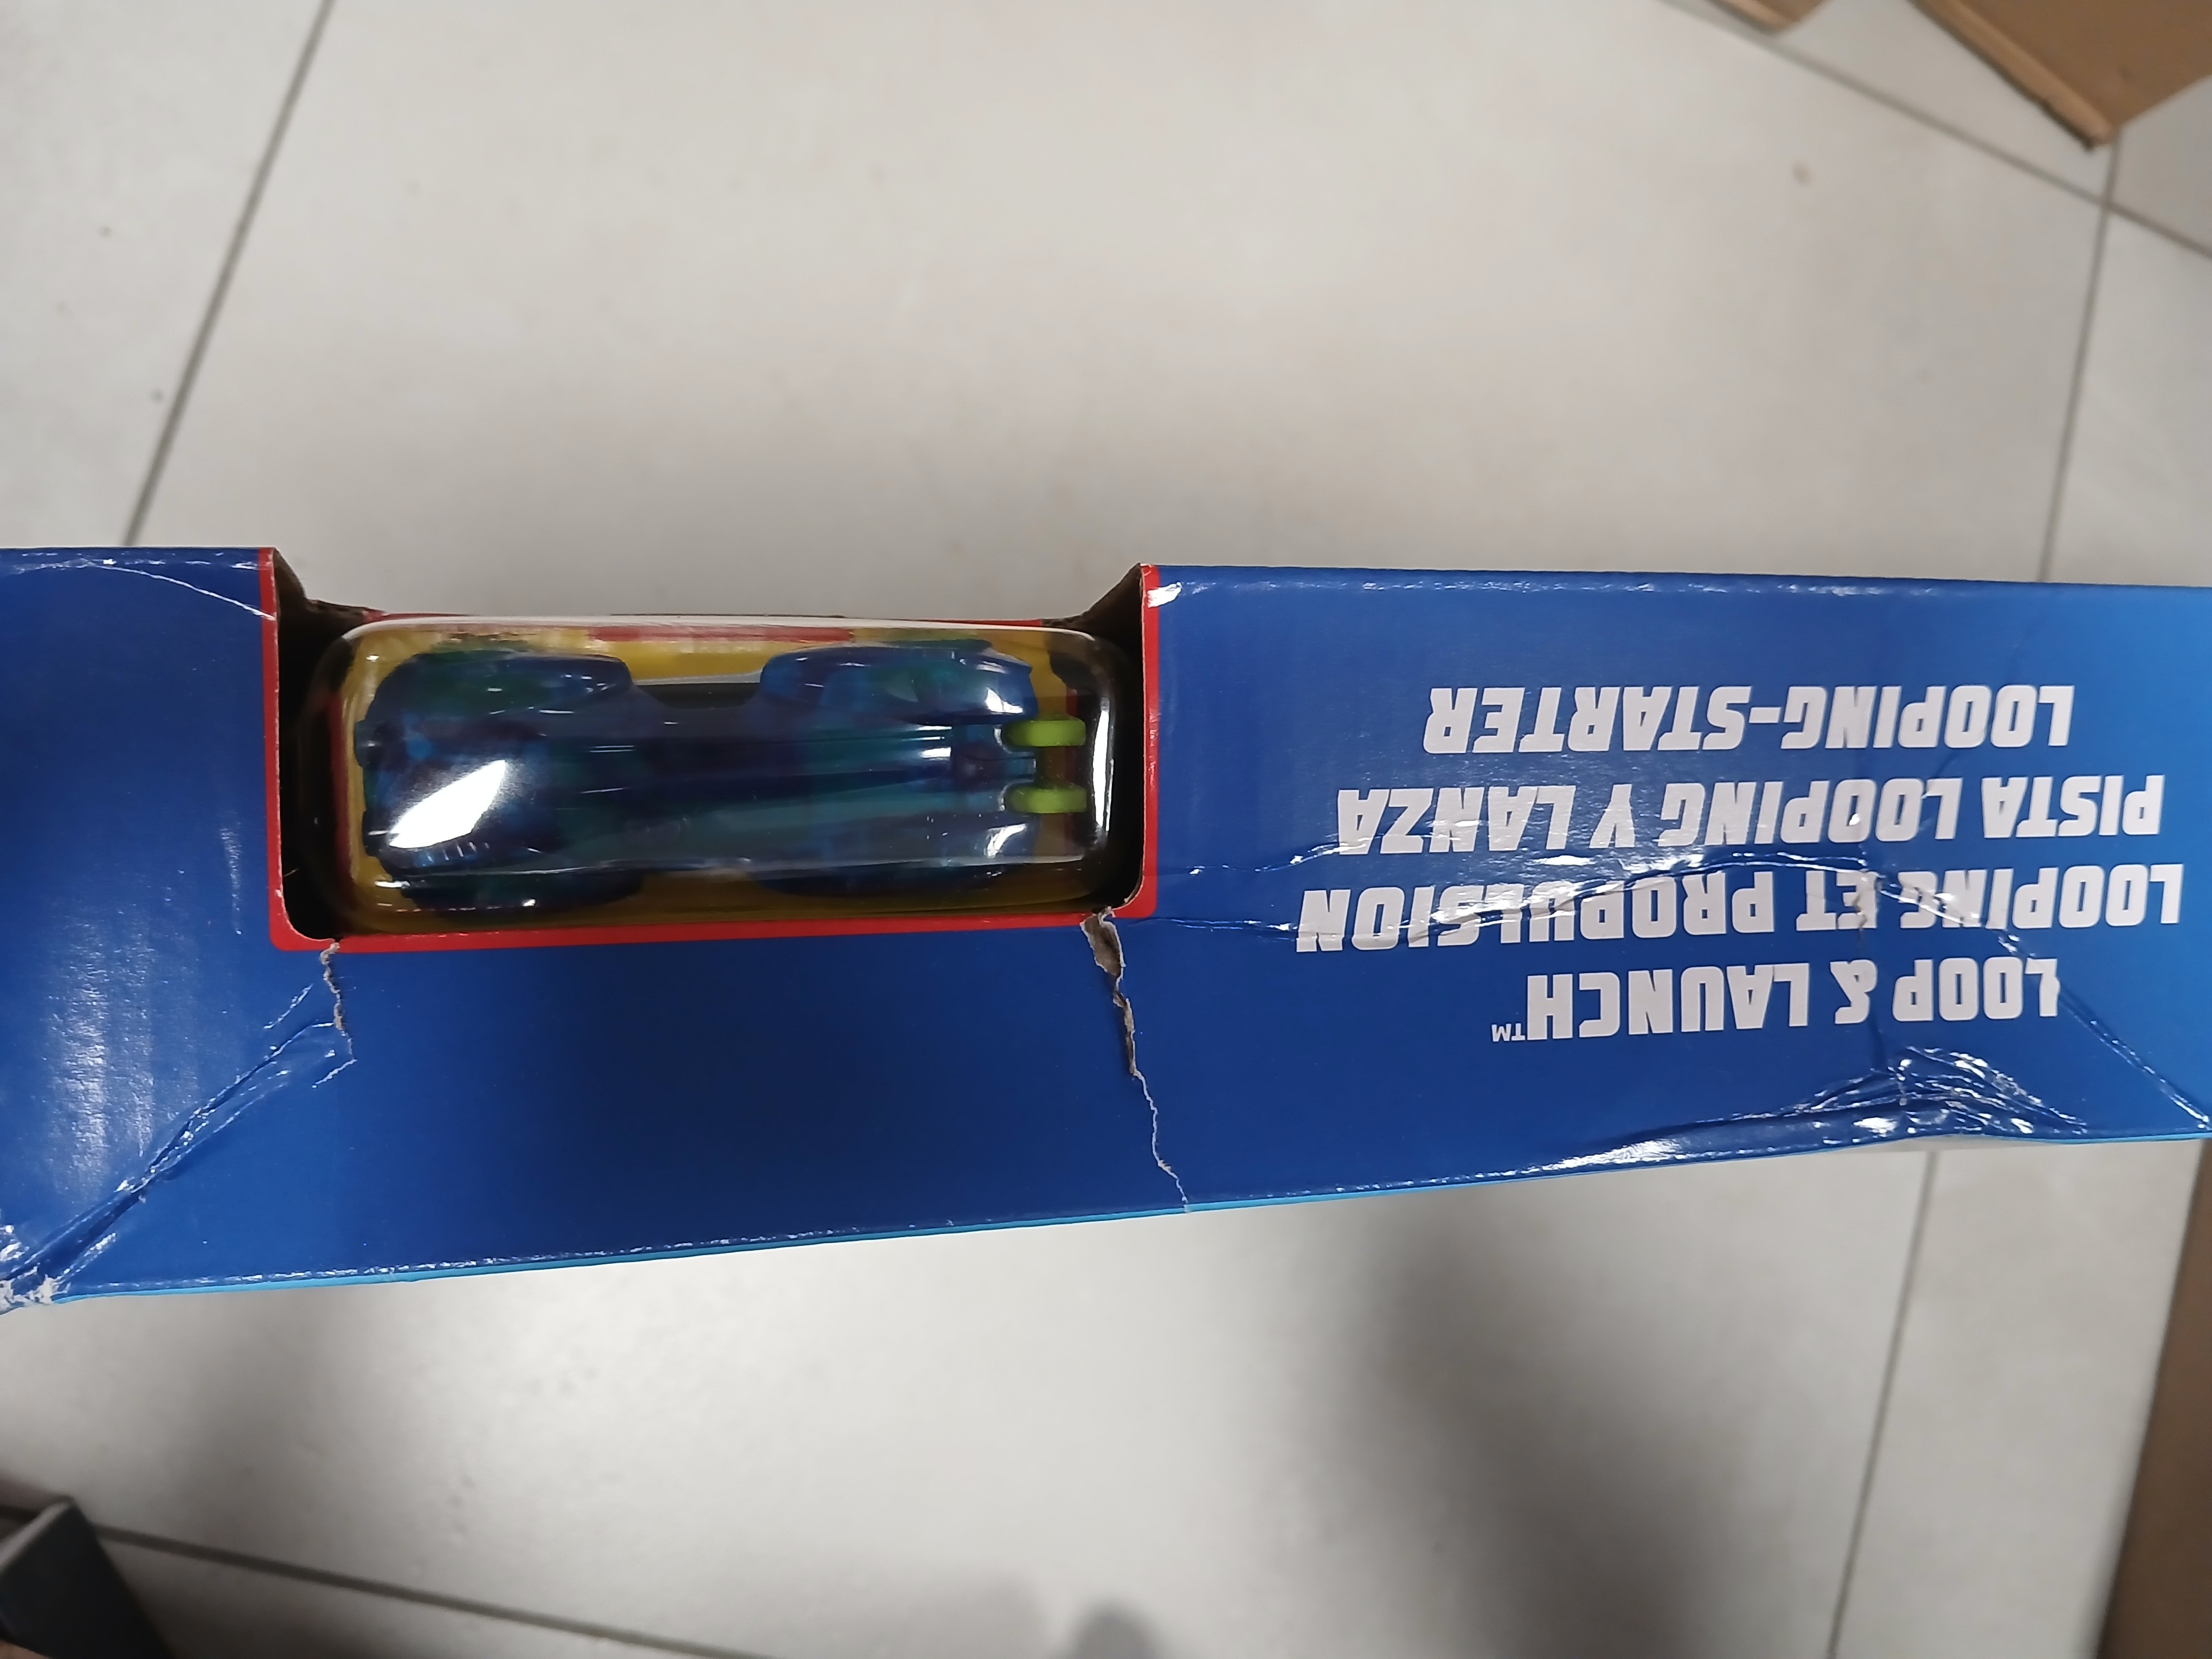 LOOP & LAUNCH™
LOOPING ET PROPULSION
PISTA LOOPING Y LANZA
LOOPING-STARTER